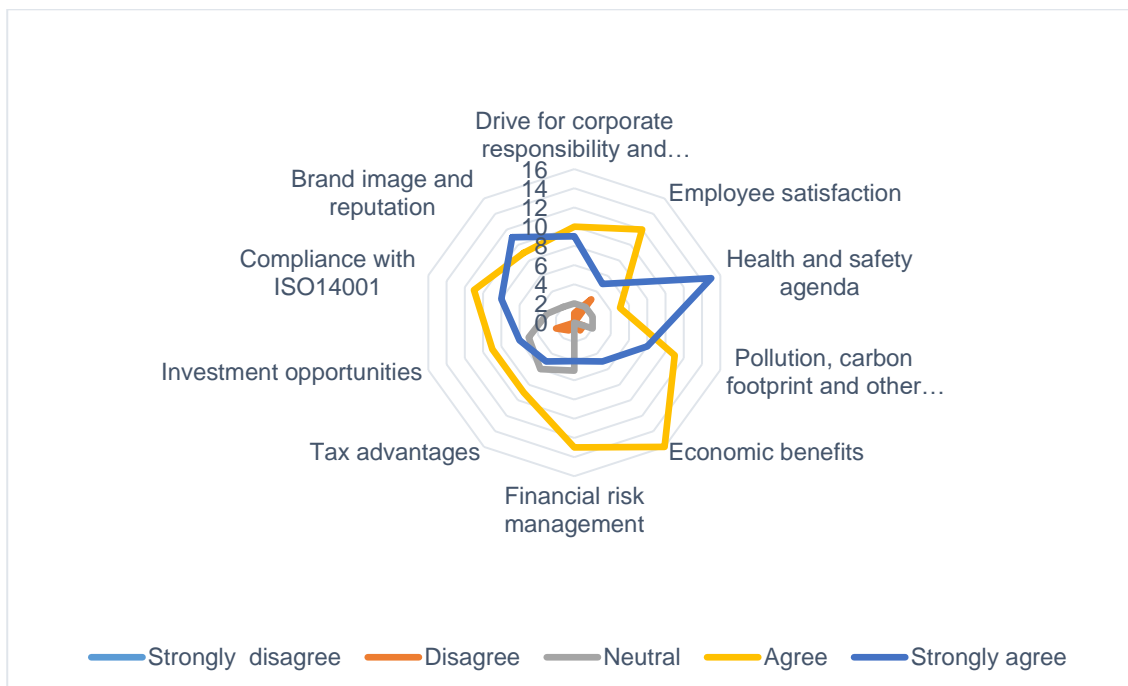 Drive for corporate
responsibility and…
Employee satisfaction
Health and safety
agenda
Pollution, carbon
footprint and other…
Economic benefits
Financial risk
management
Tax advantages
Investment opportunities
Compliance with
ISO14001
Brand image and
reputation
16
14
12
10
8
6
4
2
0
Strongly  disagree
Disagree
Neutral
Agree
Strongly agree